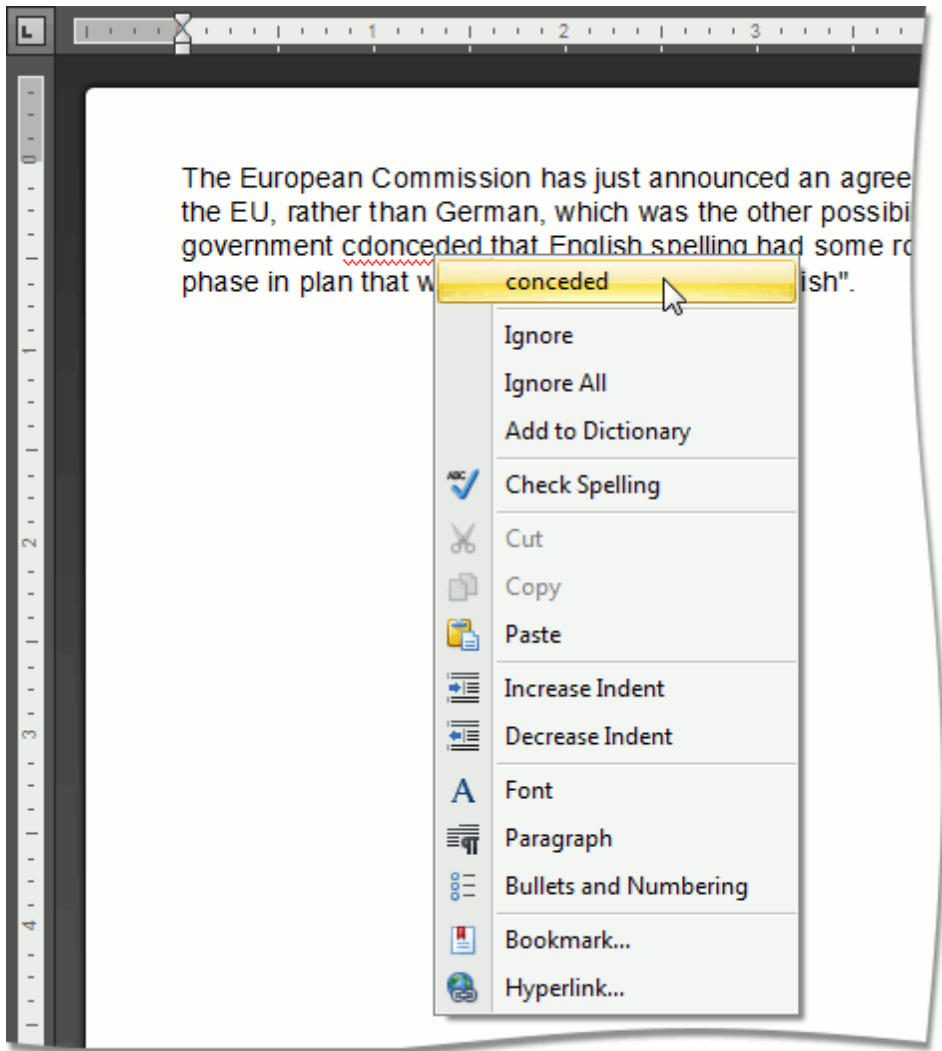 1 2 3
0
1
2
3
4
The European Commission has just announced an agree
the EU, rather than German, which was the other possibi
government cdonceded that English spelling had some ro
phase in plan that w ish".
conceded
Ignore
Ignore All
Add to Dictionary
ABC Check Spelling
Cut
Copy
Paste
Increase Indent
Decrease Indent
A Font
Paragraph
Bullets and Numbering
Bookmark...
Hyperlink...